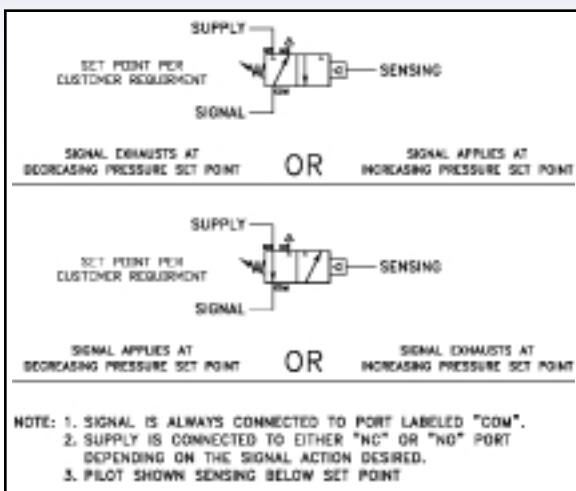 SUPPLY
SET POINT PER
CUSTOMER REQUIRMENT
SENSING
SIGNAL
SIGNAL EXHAUSTS AT
DECREASING PRESSURE SET POINT
OR
SIGNAL APPLIES AT
INCREASING PRESSURE SET POINT
SUPPLY
SET POINT PER
CUSTOMER REQUIRMENT
SENSING
SIGNAL
SIGNAL APPLIES AT
DECREASING PRESSURE SET POINT
OR
SIGNAL EXHAUSTS AT
INCREASING PRESSURE SET POINT
NOTE: 1. SIGNAL IS ALWAYS CONNECTED TO PORT LABELED "COM".
2. SUPPLY IS CONNECTED TO EITHER "NC" OR "NO" PORT
DEPENDING ON THE SIGNAL ACTION DESIRED.
3. PILOT SHOWN SENSING BELOW SET POINT